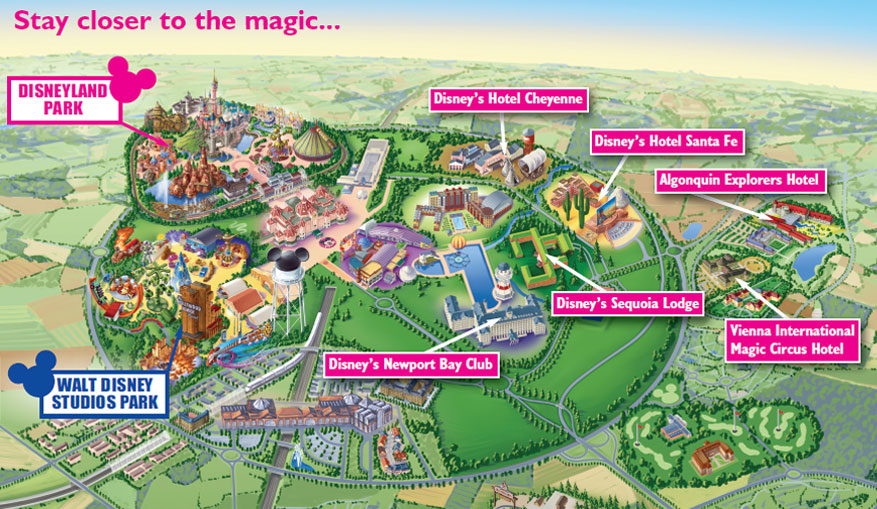 Stay closer to the magic...
DISNEYLAND
PARK
Disney's Hotel Cheyenne
Disney's Hotel Santa Fe
Algonquin Explorers Hotel
Disney's Sequoia Lodge
Vienna International
Magic Circus Hotel
Disney's Newport Bay Club
WALT DISNEY
STUDIOS PARK